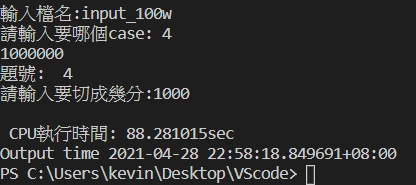 輸入檔名:input_100w
請輸入要哪個case: 4
1000000
題號:  4
請輸入要切成幾分:1000
 CPU執行時間: 88.281015sec
Output time 2021-04-28 22:58:18.849691+08:00
PS C:\Users\kevin\Desktop\VScode>